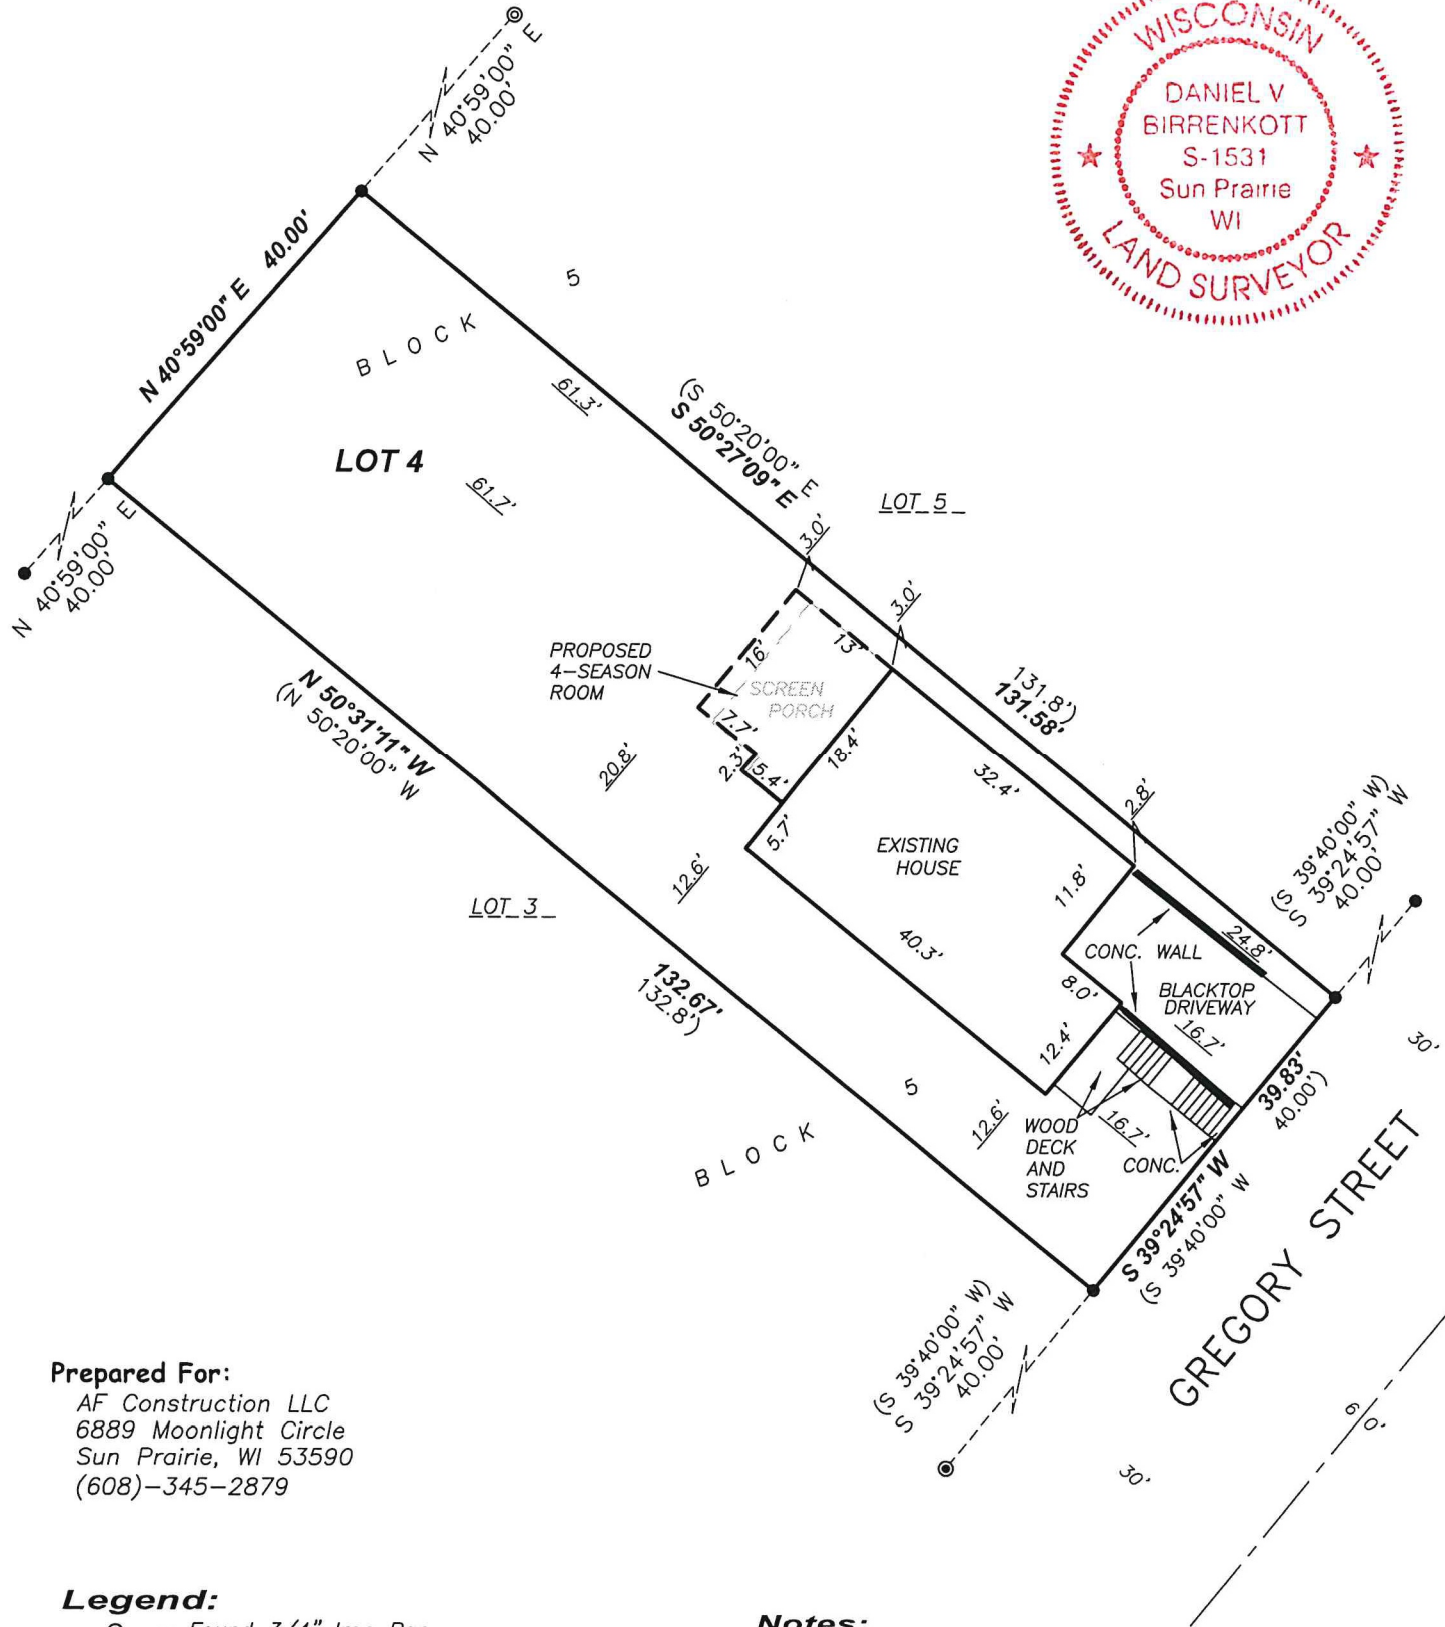 WISCONSIN
DANIEL V
BIRRENKOTT
S-1531
Sun Prairie
WI
LAND SURVEYOR
N 40°59'00" E
40.00'
N 40°59'00" E 40.00'
5
BLOCK
61.3'
LOT 4
61.7'
(S 50°20'00" E
S 50°27'09" E
LOT 5
N 40°59'00" E
40.00'
3.0'
3.0'
PROPOSED
4-SEASON
ROOM
16'
13'
SCREEN
PORCH
7.7'
2.3'
5.4'
18.4'
131.8')
131.58'
N 50°31'11" W
(N 50°20'00" W
20.8'
32.4'
2.8'
5.7'
EXISTING
HOUSE
11.8'
12.6'
LOT 3
40.3'
(S 39°40'00" W)
S 39°24'57" W
40.00'
24.8'
CONC. WALL
8.0'
BLACKTOP
DRIVEWAY
16.7'
132.67'
132.8')
12.4'
30'
39.83'
40.00')
5
BLOCK
12.6'
WOOD
DECK
AND
STAIRS
16.7'
CONC.
S 39°24'57" W
(S 39°40'00" W
GREGORY STREET
(S 39°40'00" W)
S 39°24'57" W
40.00'
60'
30'
Prepared For:
AF Construction LLC
6889 Moonlight Circle
Sun Prairie, WI 53590
(608)-345-2879
Legend:
Notes: